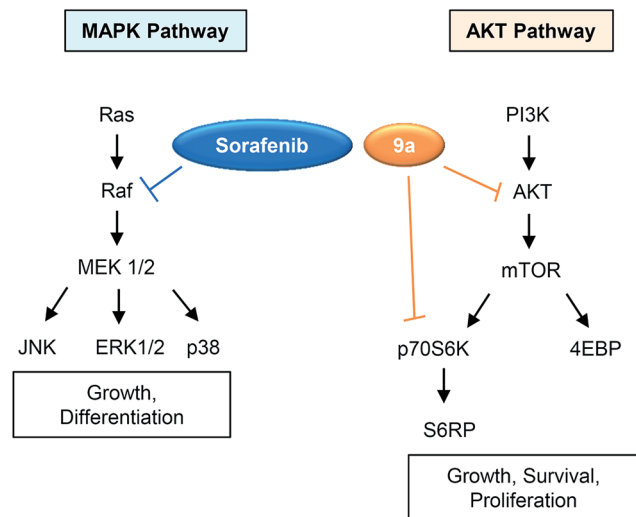 MAPK Pathway
AKT Pathway
Ras
Sorafenib
9a
PI3K
Raf
AKT
MEK 1/2
mTOR
JNK
ERK1/2
p38
p70S6K
4EBP
Growth,
Differentiation
S6RP
Growth, Survival,
Proliferation